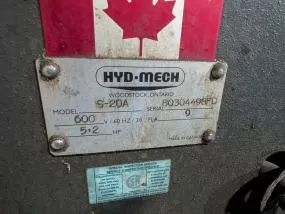 HYD·MECH
WOODSTOCK, ONTARIO
S-20A 80304498FD
MODEL SERIAL
600 V / 60 HZ / 3Ø FLA 9
5·2 HP
MADE IN CANADA